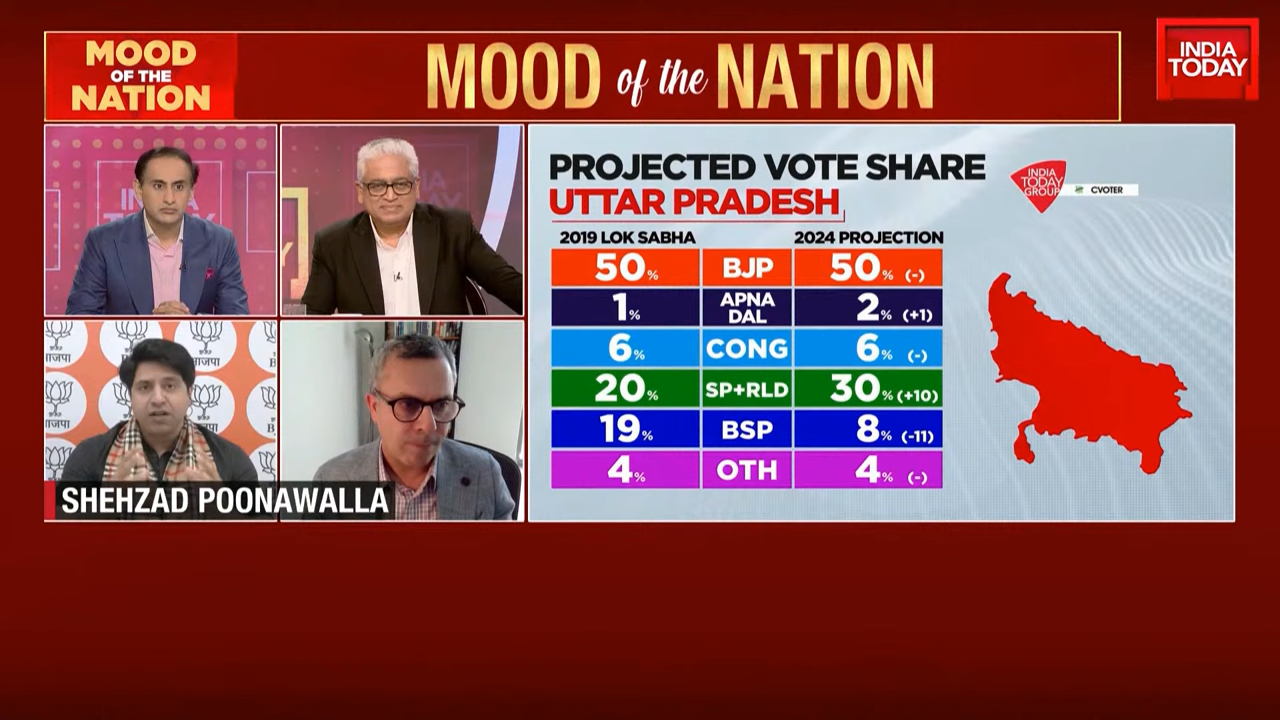 MOOD
OF THE
NATION
MOOD of the NATION
INDIA
TODAY
PROJECTED VOTE SHARE
UTTAR PRADESH
INDIA
TODAY
GROUP
CVOTER
2019 LOK SABHA
2024 PROJECTION
50% BJP 50% (-)
1% APNA DAL 2% (+1)
6% CONG 6% (-)
20% SP+RLD 30% (+10)
19% BSP 8% (-11)
4% OTH 4% (-)
भाजपा
SHEHZAD POONAWALLA